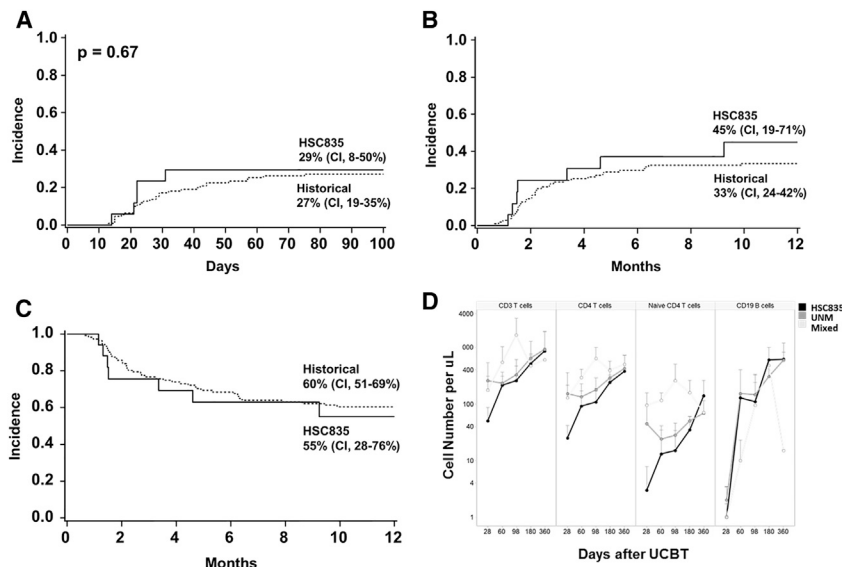 A
p = 0.67
1.0
0.8
0.6
0.4
0.2
0.0
Incidence
HSC835
29% (CI, 8-50%)
Historical
27% (CI, 19-35%)
0 10 20 30 40 50 60 70 80 90 100
Days
B
1.0
0.8
0.6
0.4
0.2
0.0
Incidence
HSC835
45% (CI, 19-71%)
Historical
33% (CI, 24-42%)
0 2 4 6 8 10 12
Months
C
1.0
0.8
0.6
0.4
0.2
0.0
Incidence
Historical
60% (CI, 51-69%)
HSC835
55% (CI, 28-76%)
0 2 4 6 8 10 12
Months
D
CD3 T cells CD4 T cells Naive CD4 T cells CD19 B cells
HSC835
UNM
Mixed
4000
000
400
100
40
10
4
1
Cell Number per uL
28 60 98 180 360 28 60 98 180 360 28 60 98 180 360 28 60 98 180 360
Days after UCBT